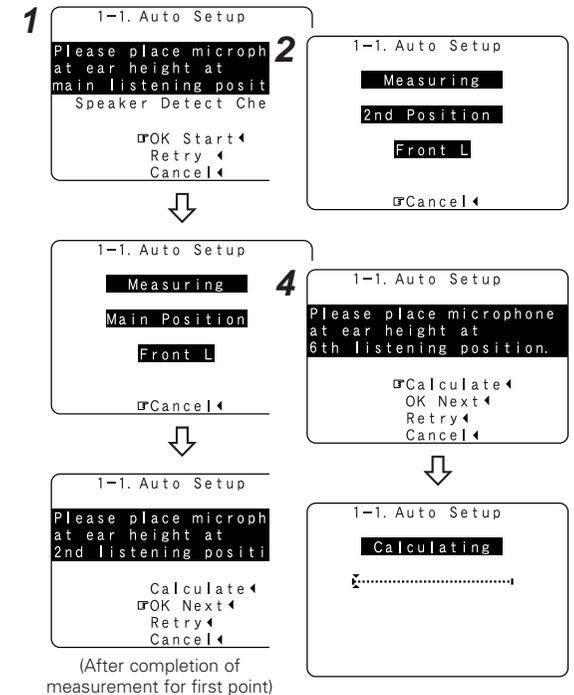 1
1-1. Auto Setup
Please place microph
at ear height at
main listening posit
Speaker Detect Che
OK Start
Retry
Cancel
1-1. Auto Setup
Measuring
Main Position
Front L
Cancel
1-1. Auto Setup
Please place microph
at ear height at
2nd listening positi
Calculate
OK Next
Retry
Cancel
(After completion of
measurement for first point)
2
1-1. Auto Setup
Measuring
2nd Position
Front L
Cancel
4
1-1. Auto Setup
Please place microphone
at ear height at
6th listening position.
Calculate
OK Next
Retry
Cancel
1-1. Auto Setup
Calculating